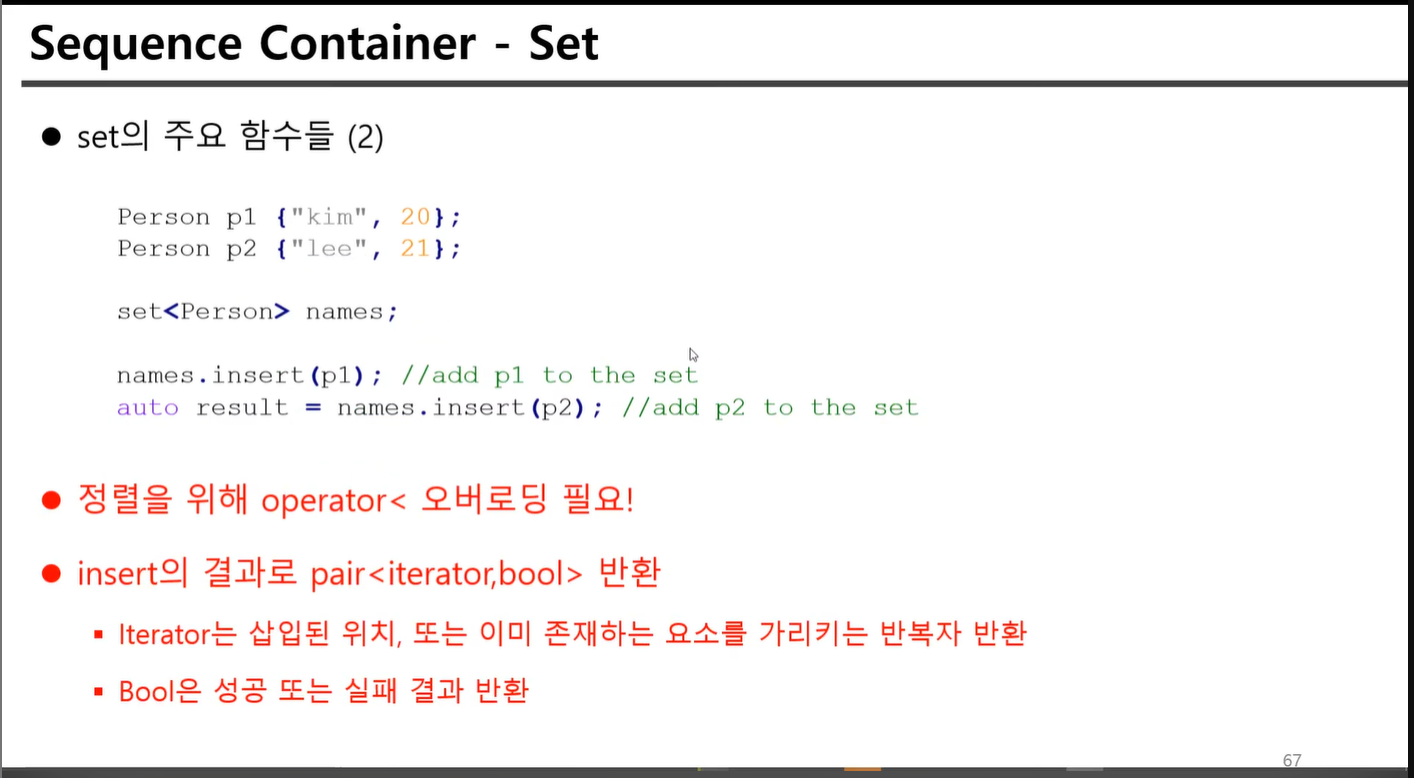 Sequence Container - Set
● set의 주요 함수들 (2)
Person p1 {"kim", 20};
Person p2 {"lee", 21};
set<Person> names;
names.insert(p1); //add p1 to the set
auto result = names.insert(p2); //add p2 to the set
● 정렬을 위해 operator< 오버로딩 필요!
● insert의 결과로 pair<iterator,bool> 반환
▪ Iterator는 삽입된 위치, 또는 이미 존재하는 요소를 가리키는 반복자 반환
▪ Bool은 성공 또는 실패 결과 반환
67